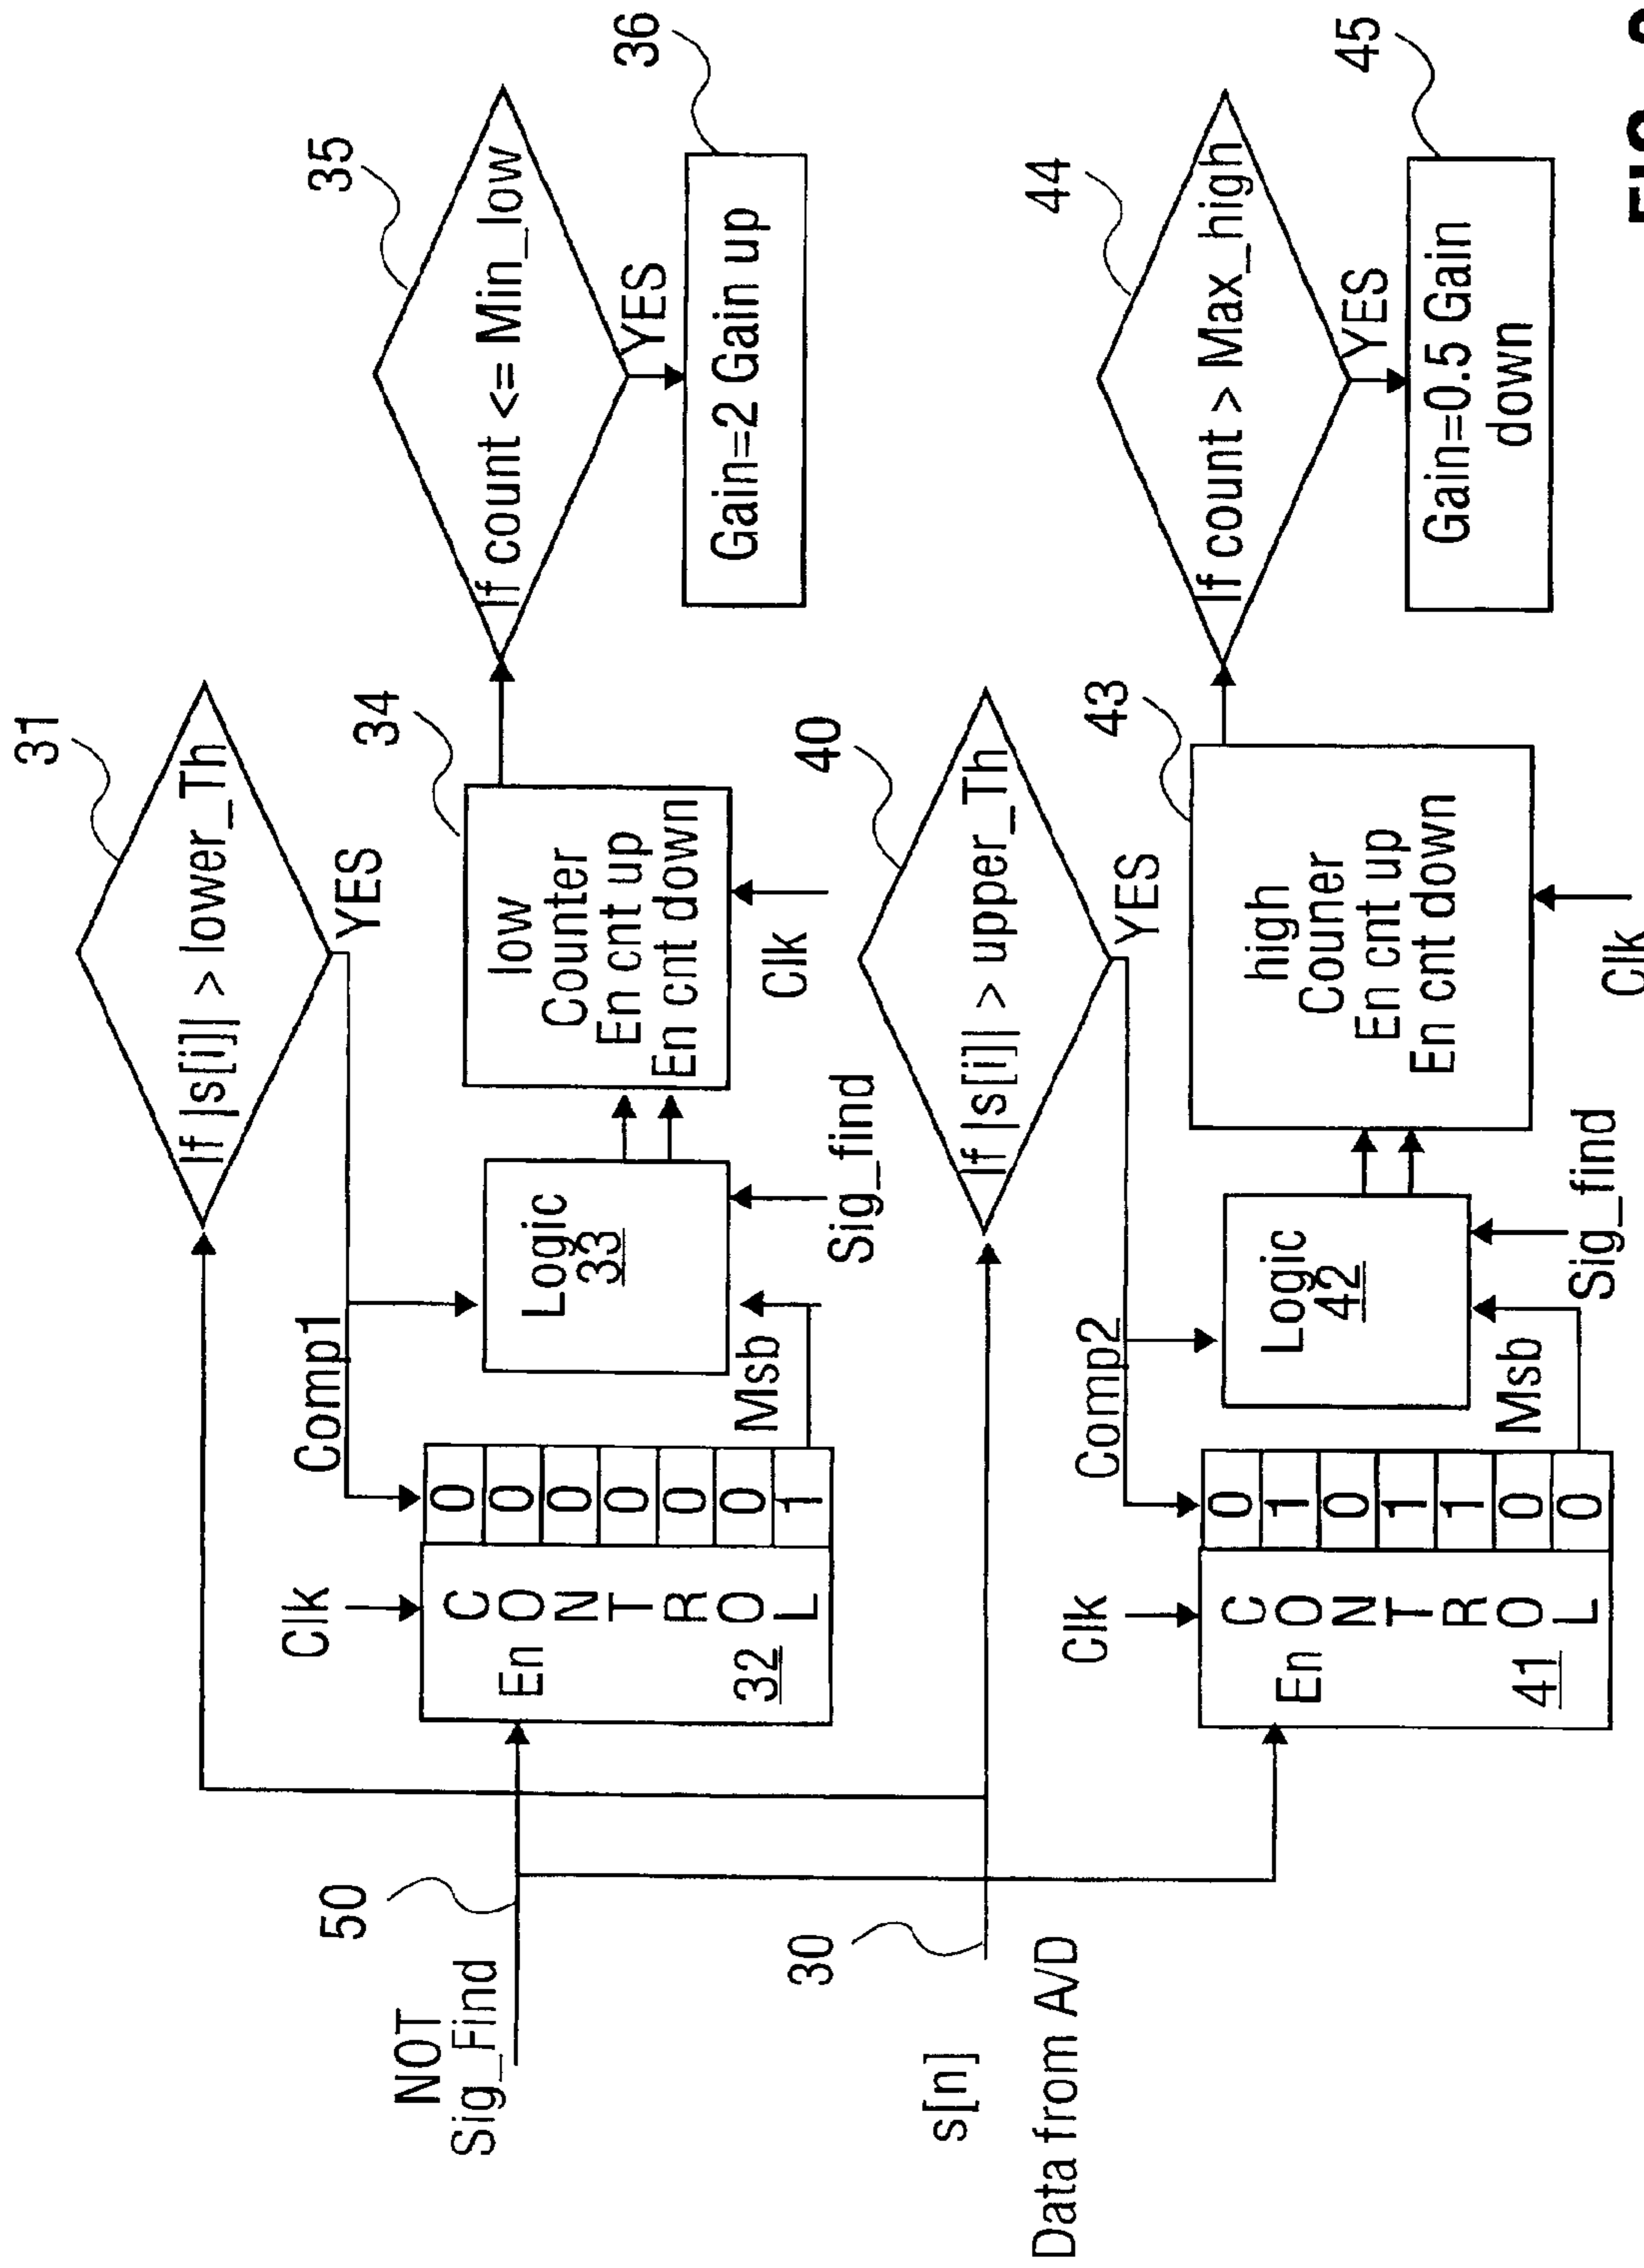 31
If |s[i]| > lower_Th
YES
Comp1
Clk
En
CONTROL
32
0
0
0
0
0
0
1
Msb
Logic
33
Sig_find
34
low
Counter
En cnt up
En cnt down
Clk
35
If count <= Min_low
YES
36
Gain=2 Gain up
50
NOT
Sig_Find
30
s[n]
Data from A/D
40
If |s[i]| > upper_Th
YES
Comp2
Clk
En
CONTROL
41
0
1
0
1
1
0
0
Msb
Logic
42
Sig_find
43
high
Couner
En cnt up
En cnt down
Clk
44
If count > Max_high
YES
45
Gain=0.5 Gain
down